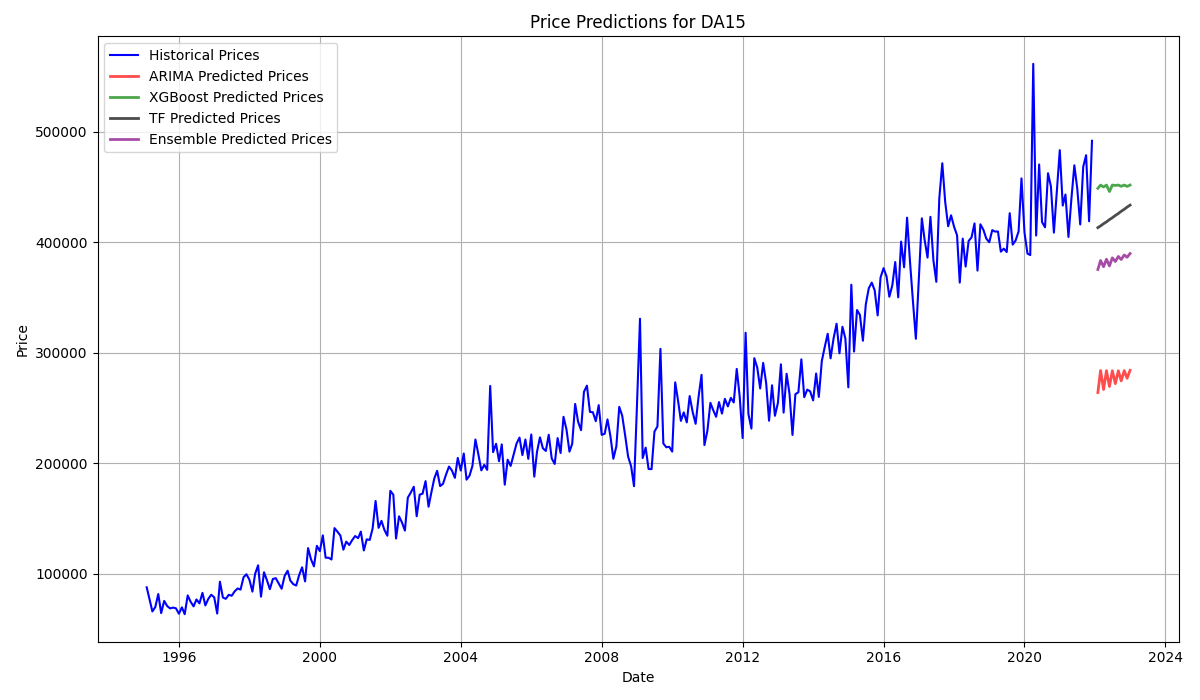 Price Predictions for DA15
Historical Prices
ARIMA Predicted Prices
XGBoost Predicted Prices
TF Predicted Prices
Ensemble Predicted Prices
Price
500000
400000
300000
200000
100000
1996 2000 2004 2008 2012 2016 2020 2024
Date